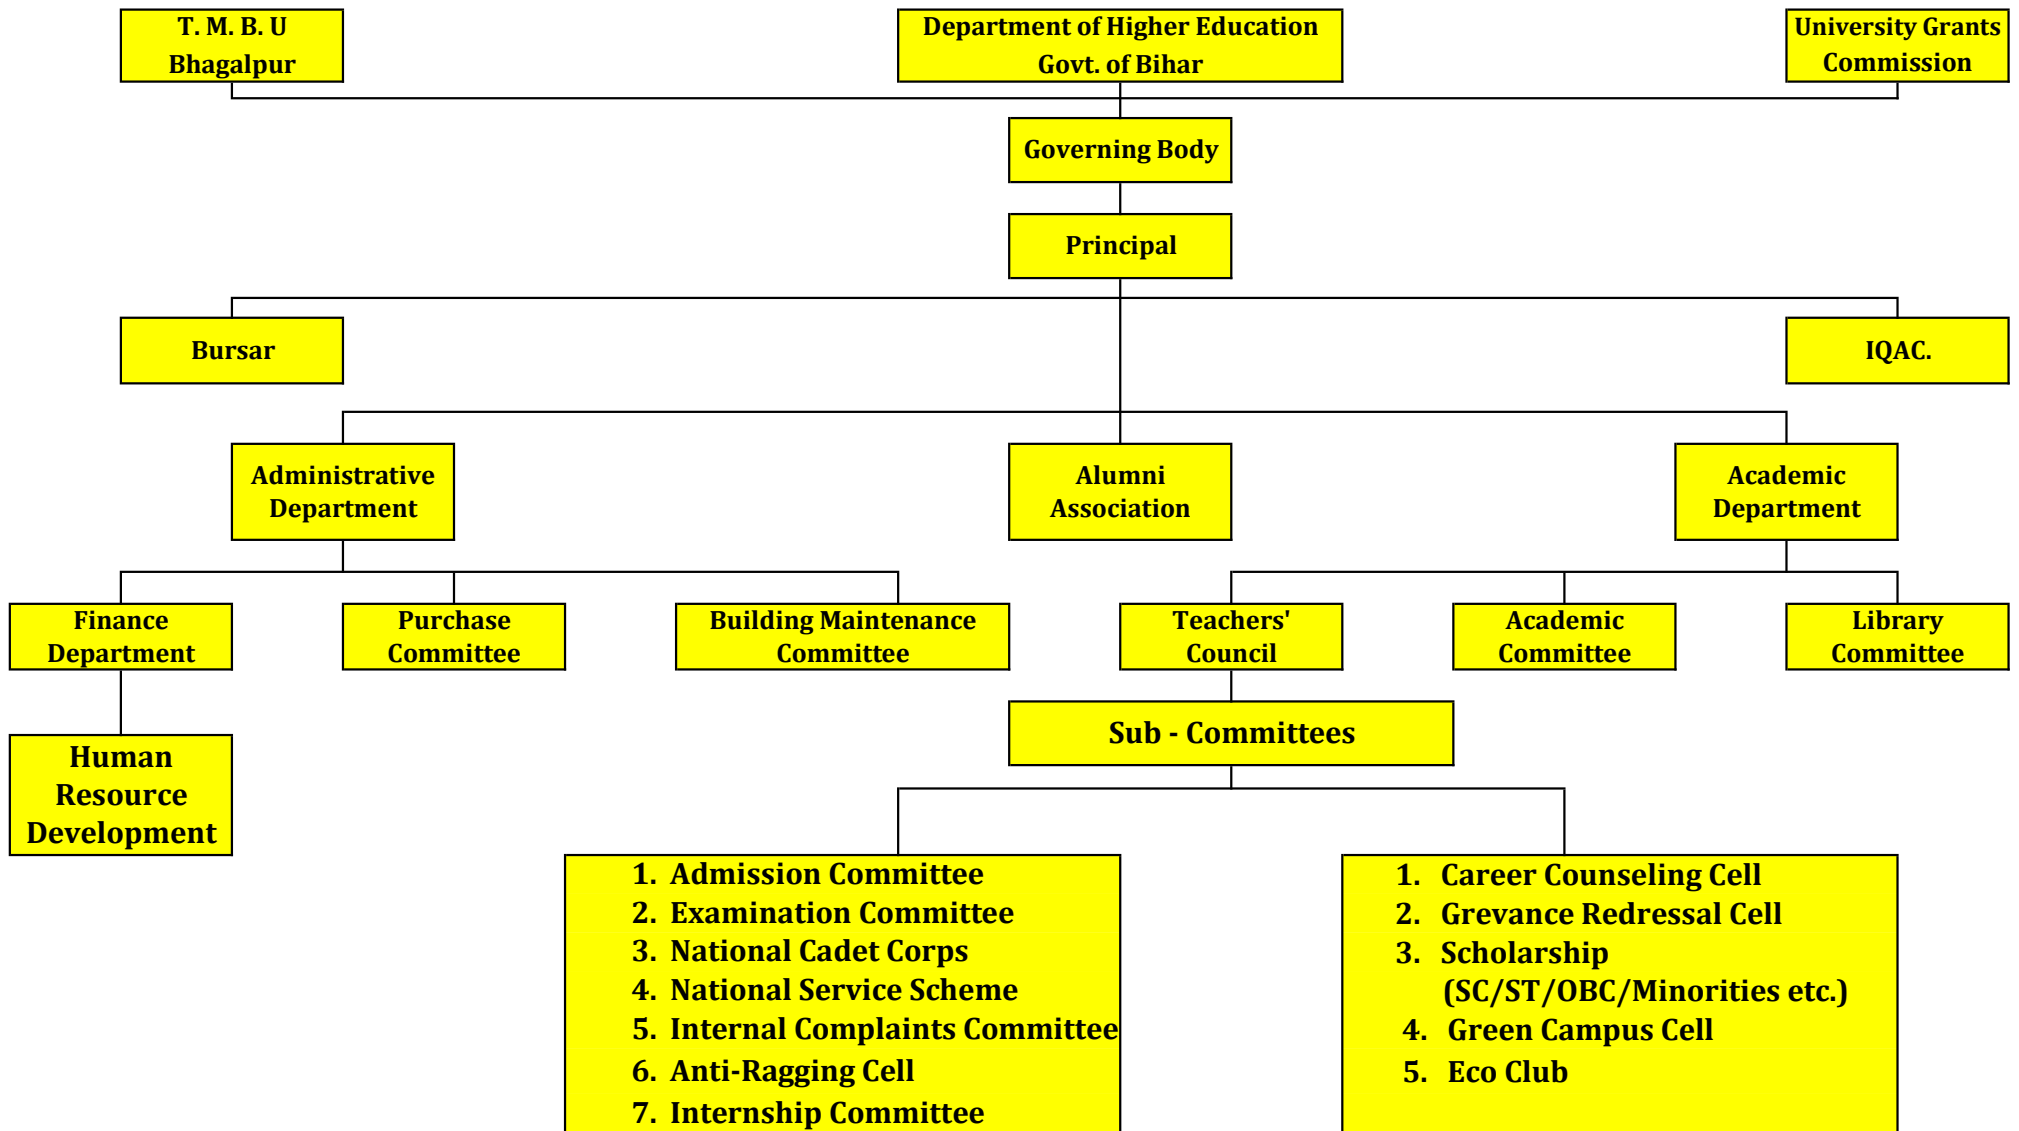 T. M. B. U
Bhagalpur
Department of Higher Education
Govt. of Bihar
University Grants
Commission
Governing Body
Principal
Bursar
IQAC.
Administrative
Department
Alumni
Association
Academic
Department
Finance
Department
Purchase
Committee
Building Maintenance
Committee
Teachers'
Council
Academic
Committee
Library
Committee
Human
Resource
Development
Sub - Committees
1. Admission Committee
2. Examination Committee
3. National Cadet Corps
4. National Service Scheme
5. Internal Complaints Committee
6. Anti-Ragging Cell
7. Internship Committee
1. Career Counseling Cell
2. Grevance Redressal Cell
3. Scholarship
(SC/ST/OBC/Minorities etc.)
4. Green Campus Cell
5. Eco Club